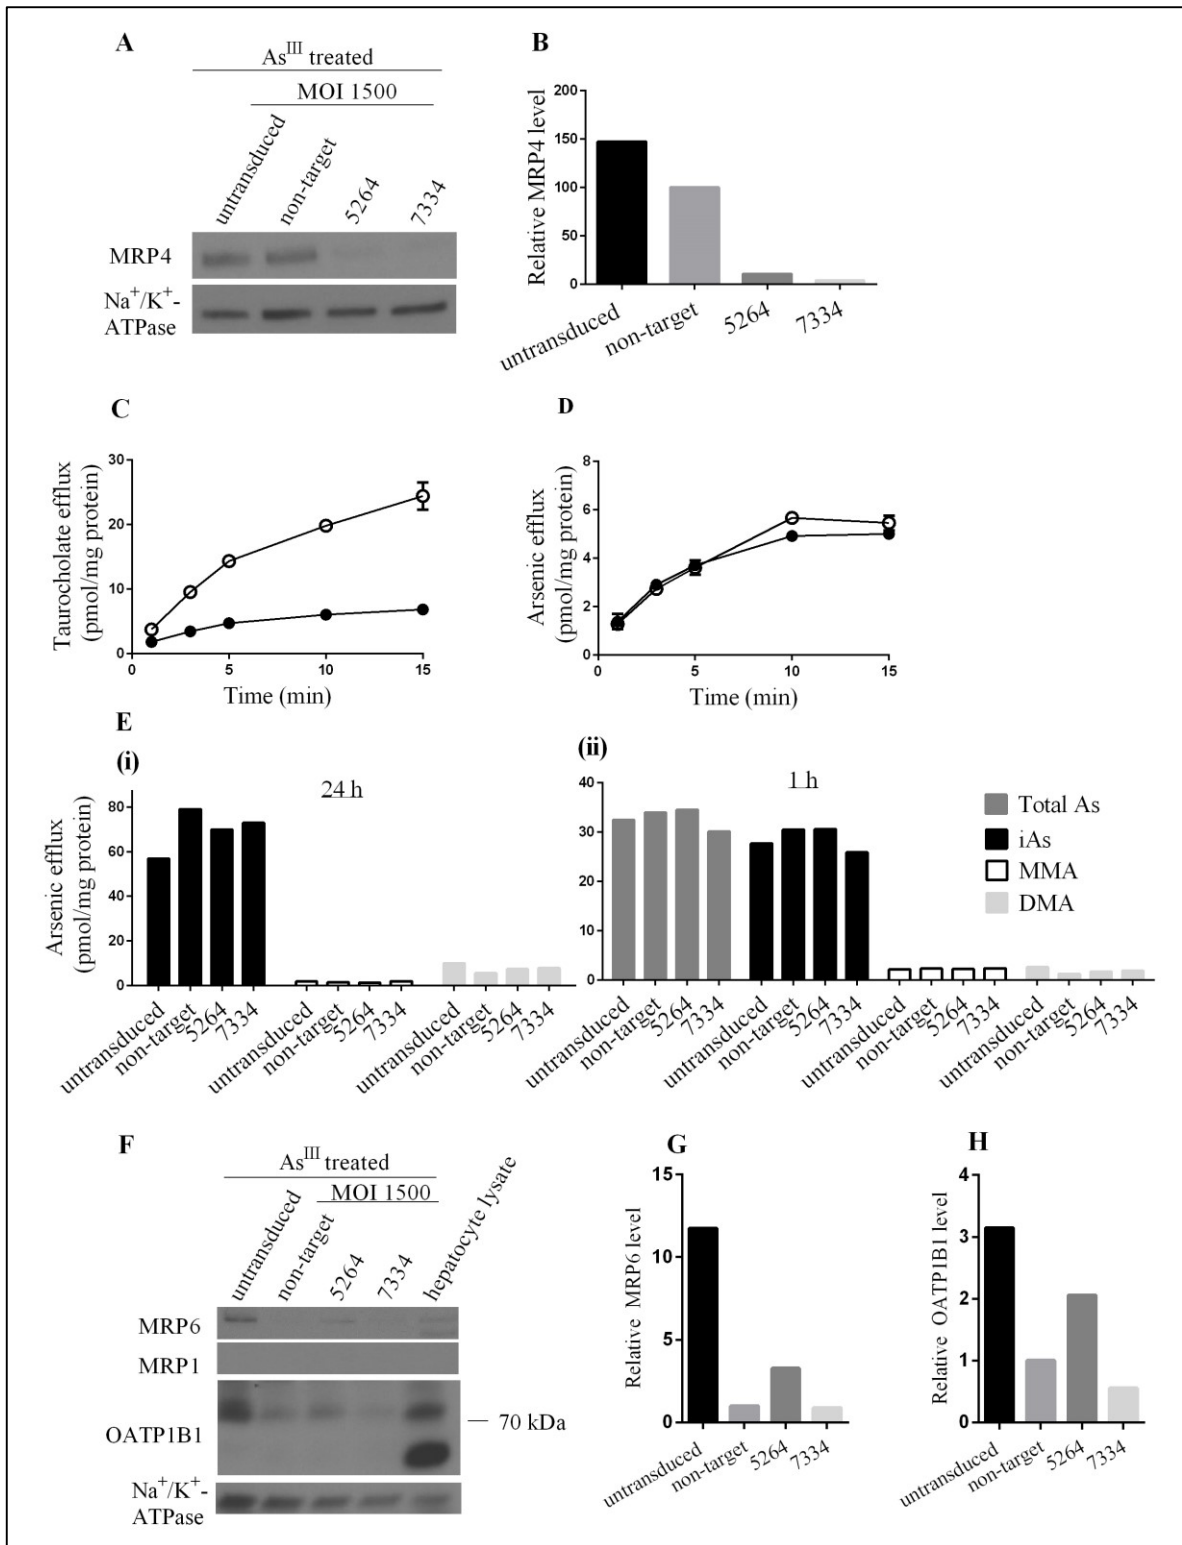 A
As^III treated
MOI 1500
untransduced
non-target
5264
7334
MRP4
Na^+/K^+-
ATPase
B
Relative MRP4 level
200
150
100
50
0
untransduced
non-target
5264
7334
C
Taurocholate efflux
(pmol/mg protein)
30
20
10
0
0 5 10 15
Time (min)
D
Arsenic efflux
(pmol/mg protein)
8
6
4
2
0
0 5 10 15
Time (min)
E
(i)
24 h
Arsenic efflux
(pmol/mg protein)
80
60
40
20
0
untransduced
non-target
5264
7334
untransduced
non-target
5264
7334
untransduced
non-target
5264
7334
(ii)
1 h
40
30
20
10
0
untransduced
non-target
5264
7334
untransduced
non-target
5264
7334
untransduced
non-target
5264
7334
untransduced
non-target
5264
7334
Total As
iAs
MMA
DMA
F
As^III treated
MOI 1500
untransduced
non-target
5264
7334
hepatocyte lysate
MRP6
MRP1
OATP1B1
70 kDa
Na^+/K^+-
ATPase
G
Relative MRP6 level
15
10
5
0
untransduced
non-target
5264
7334
H
Relative OATP1B1 level
4
3
2
1
0
untransduced
non-target
5264
7334